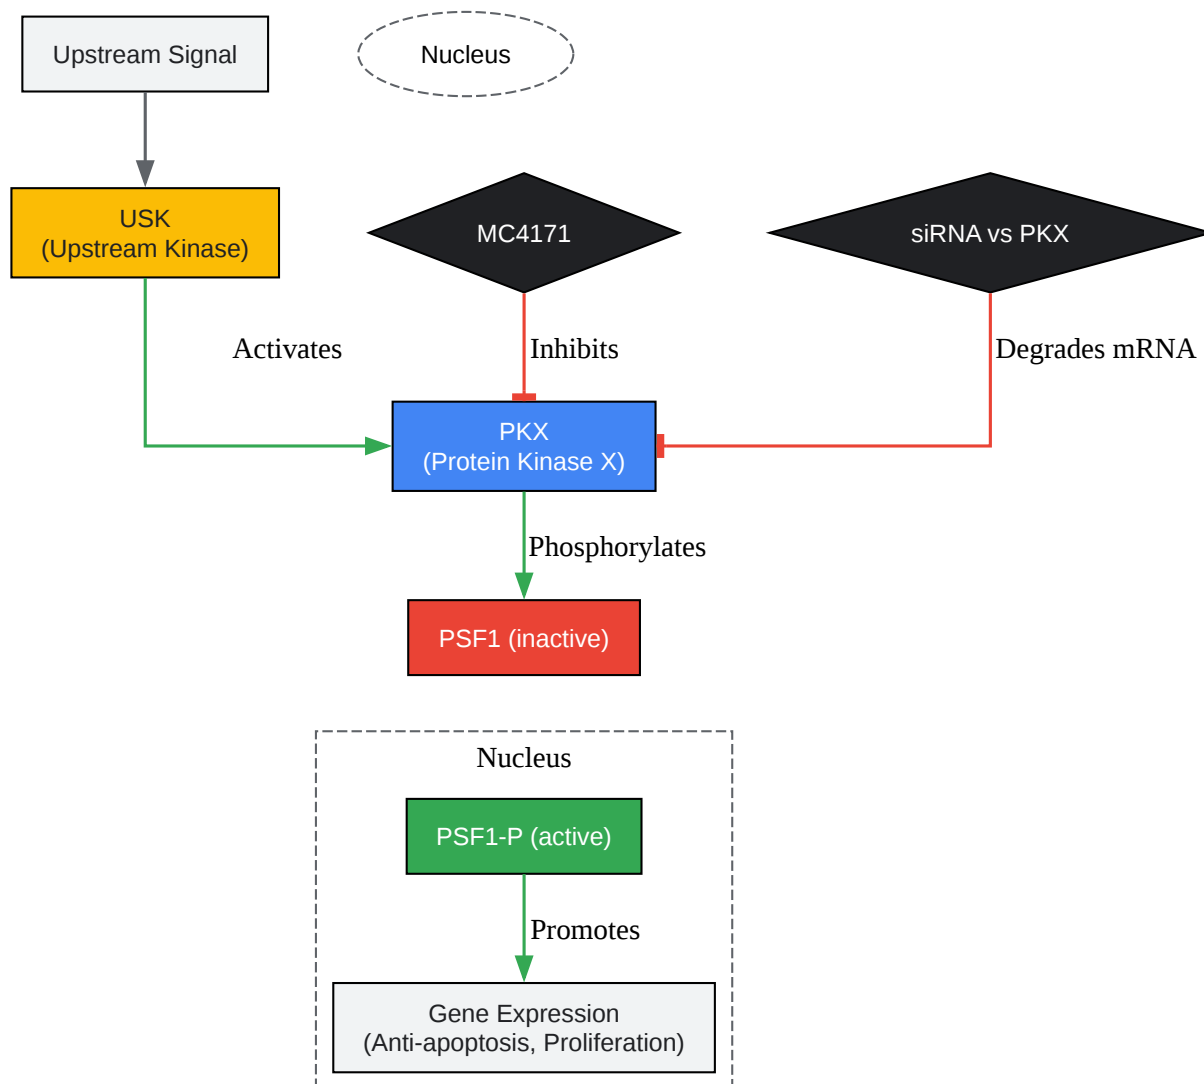 Upstream Signal
Nucleus
USK
(Upstream Kinase)
MC4171
siRNA vs PKX
Activates
Inhibits
Degrades mRNA
PKX
(Protein Kinase X)
Phosphorylates
PSF1 (inactive)
Nucleus
PSF1-P (active)
Promotes
Gene Expression
(Anti-apoptosis, Proliferation)